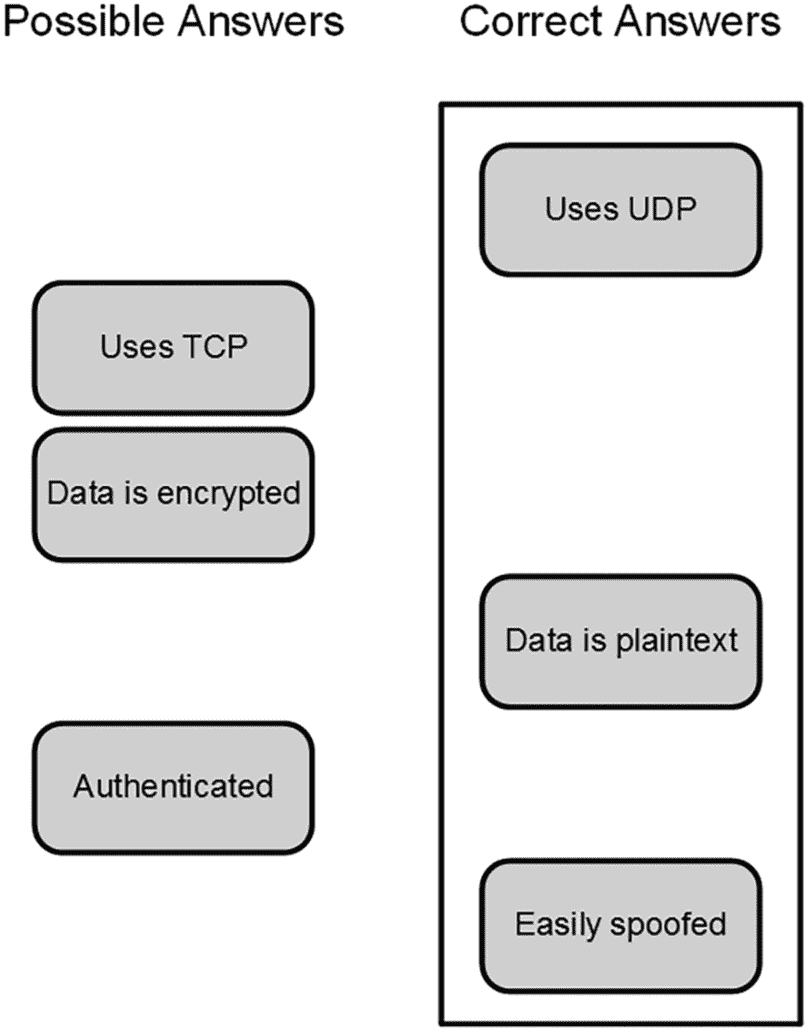 Possible Answers
Correct Answers
Uses UDP
Uses TCP
Data is encrypted
Data is plaintext
Authenticated
Easily spoofed